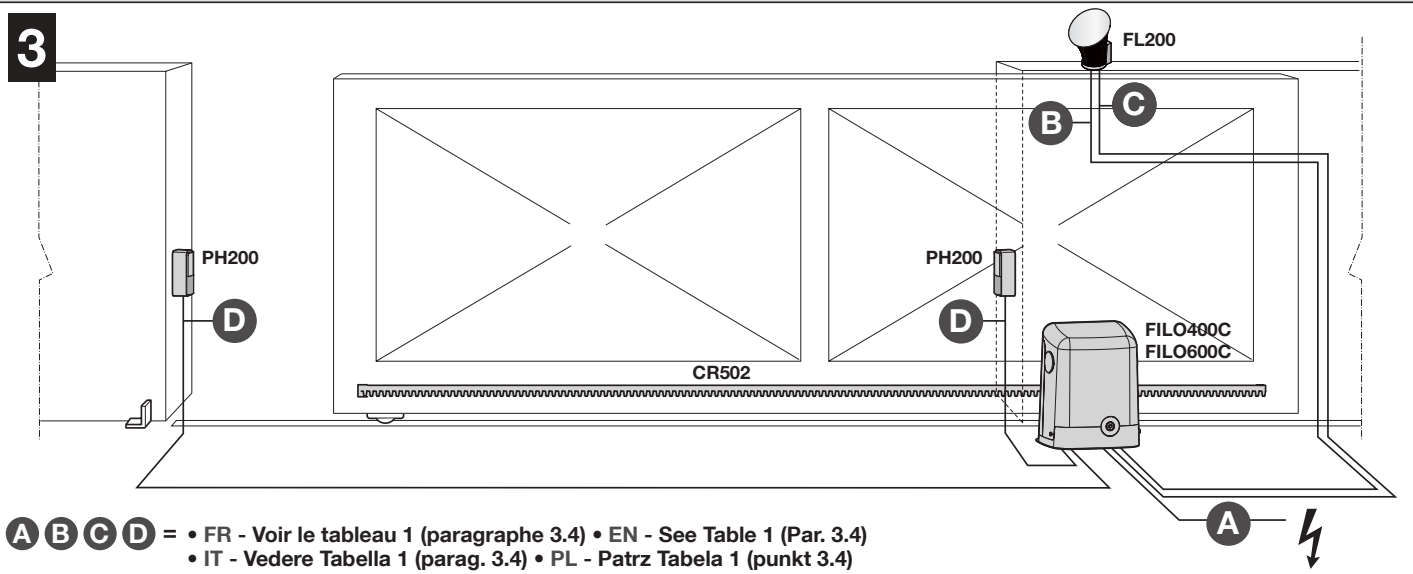 3
FL200
B
C
PH200
PH200
D
D
FILO400C
FILO600C
CR502
A
A B C D = • FR - Voir le tableau 1 (paragraphe 3.4) • EN - See Table 1 (Par. 3.4)
• IT - Vedere Tabella 1 (parag. 3.4) • PL - Patrz Tabela 1 (punkt 3.4)